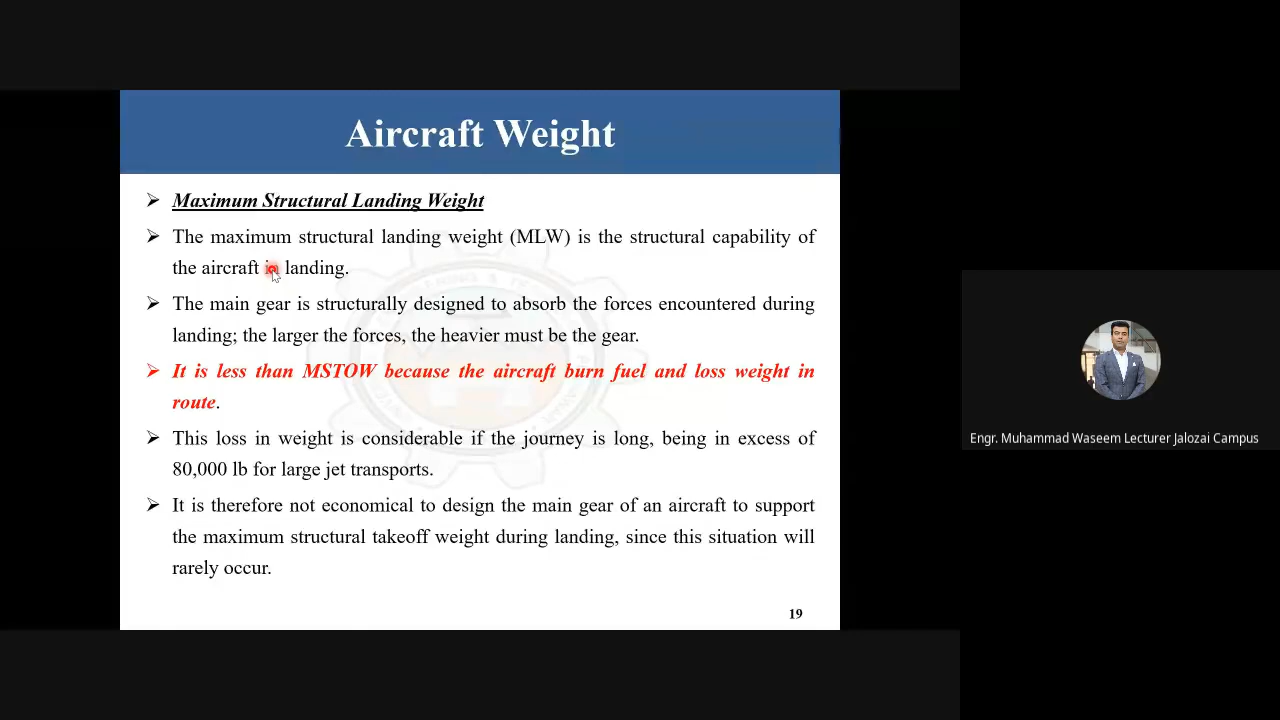 Aircraft Weight
➢ Maximum Structural Landing Weight
➢ The maximum structural landing weight (MLW) is the structural capability of
the aircraft in landing.
➢ The main gear is structurally designed to absorb the forces encountered during
landing; the larger the forces, the heavier must be the gear.
➢ It is less than MSTOW because the aircraft burn fuel and loss weight in
route.
➢ This loss in weight is considerable if the journey is long, being in excess of
80,000 lb for large jet transports.
➢ It is therefore not economical to design the main gear of an aircraft to support
the maximum structural takeoff weight during landing, since this situation will
rarely occur.
19
Engr. Muhammad Waseem Lecturer Jalozai Campus